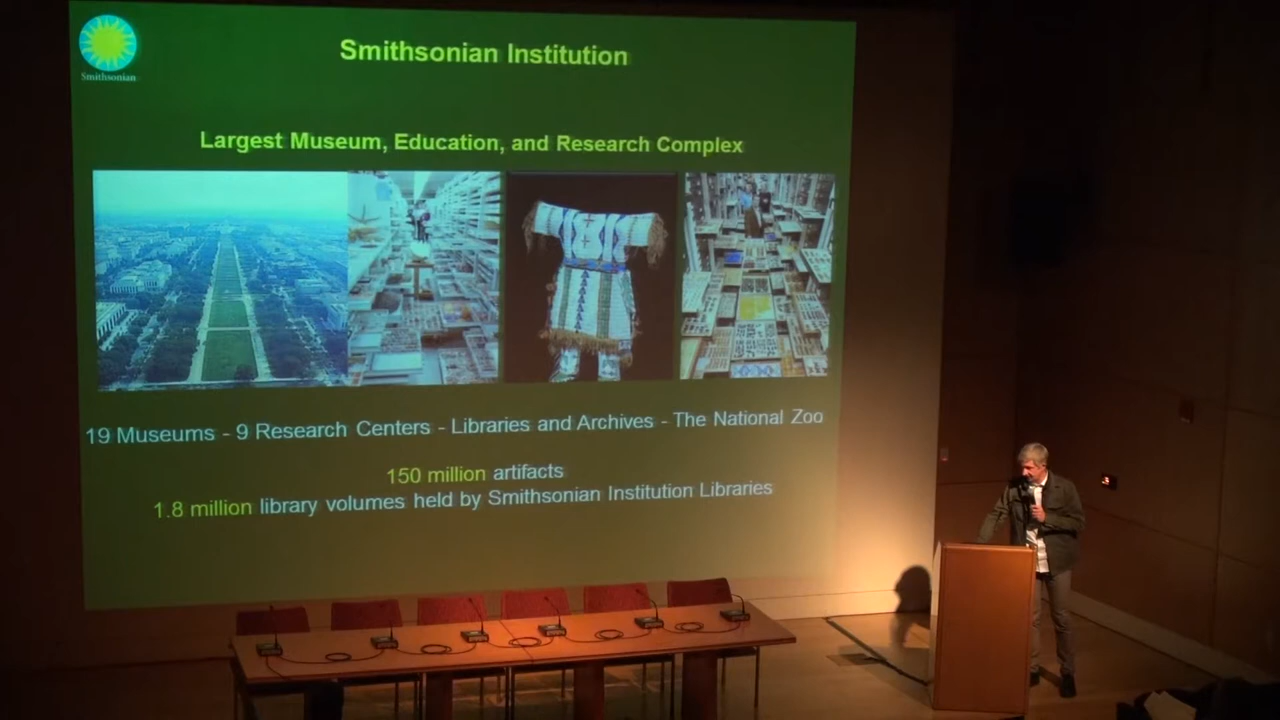 Smithsonian
Smithsonian Institution
Largest Museum, Education, and Research Complex
19 Museums - 9 Research Centers - Libraries and Archives - The National Zoo
150 million artifacts
1.8 million library volumes held by Smithsonian Institution Libraries
3